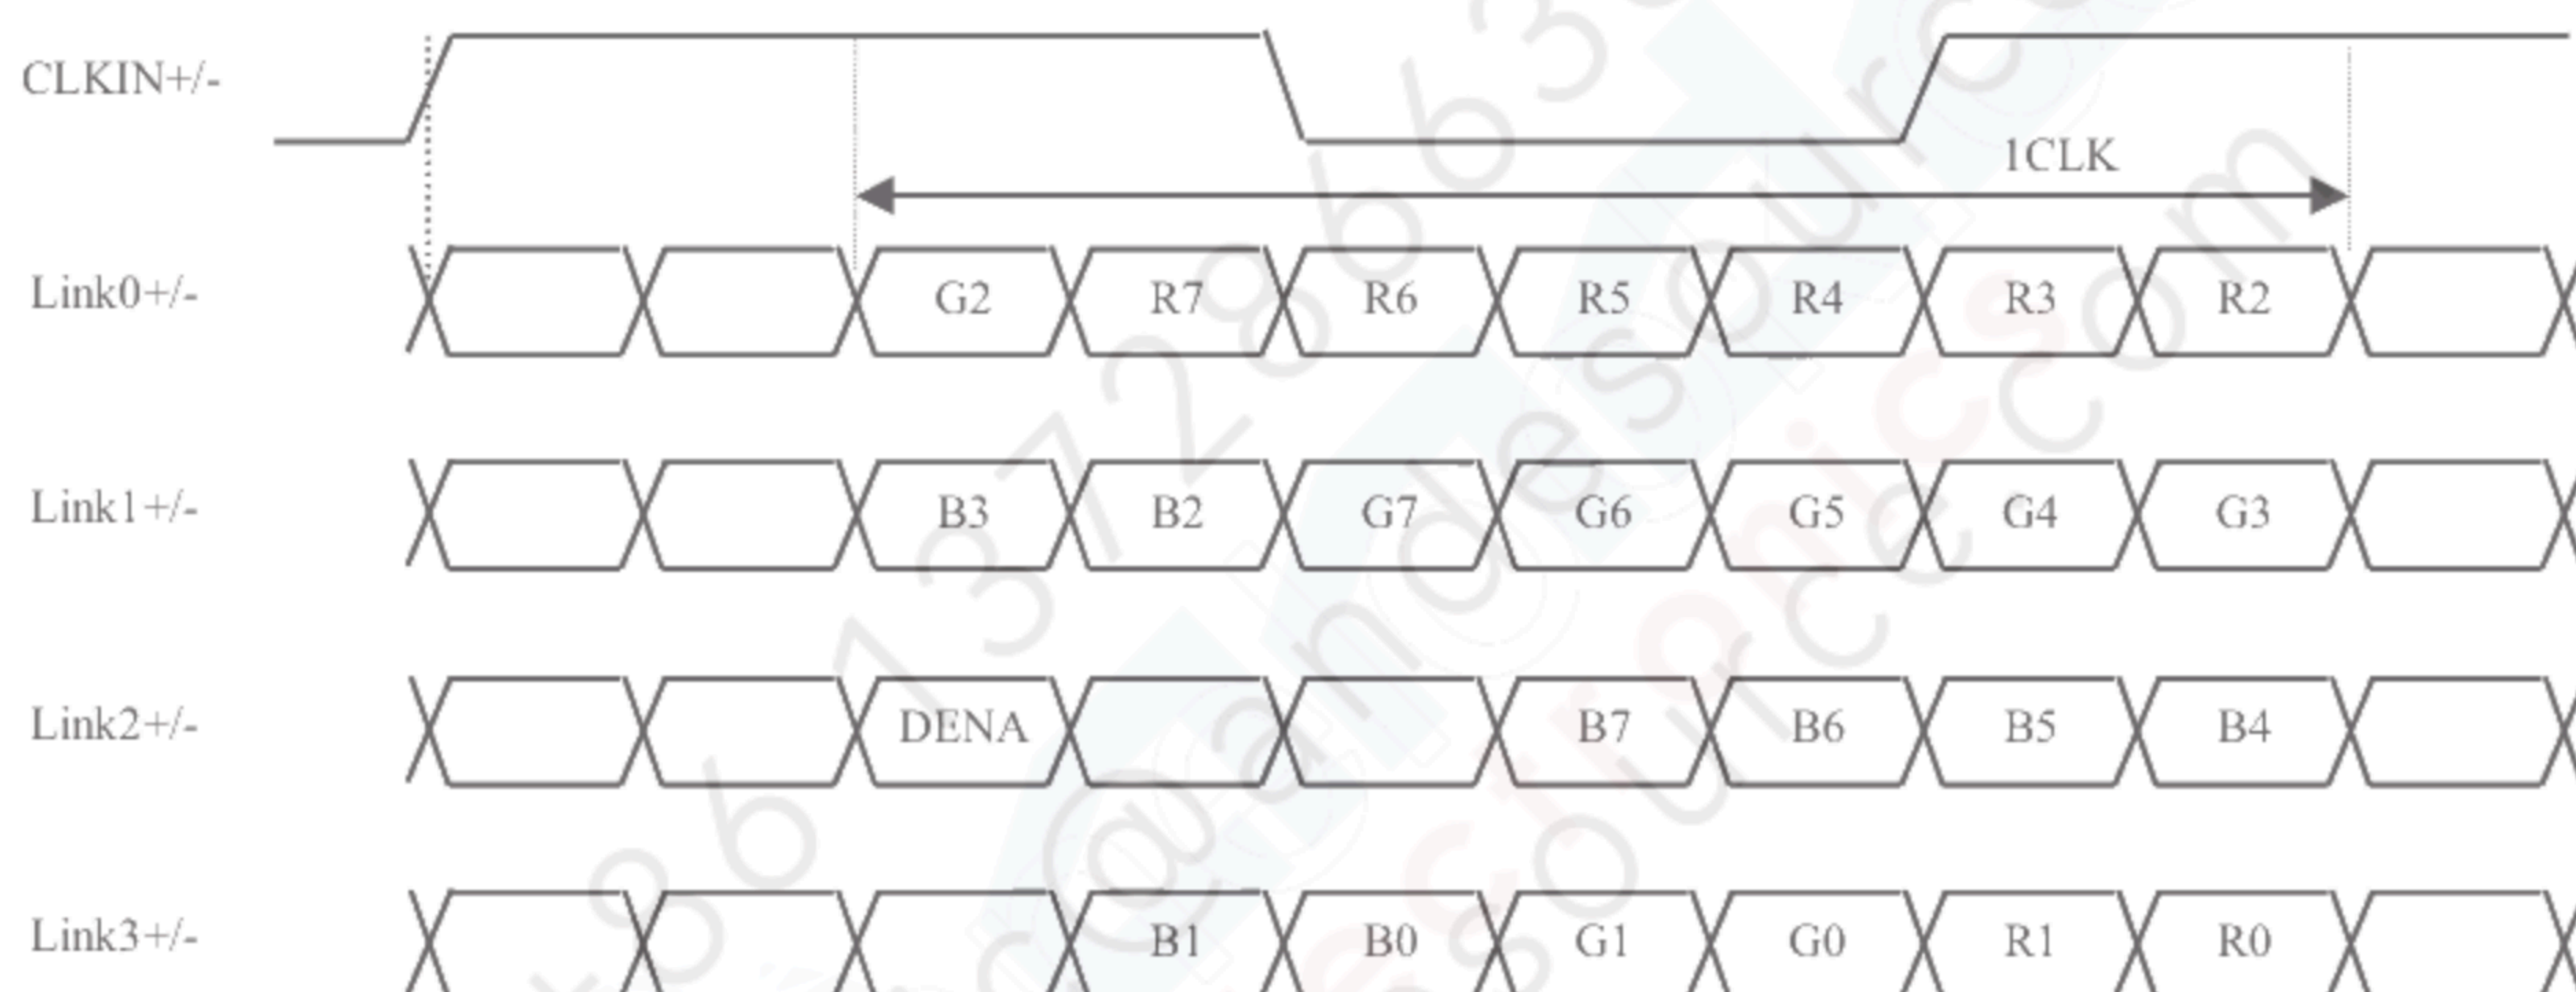 CLKIN+/-
1CLK
Link0+/- G2 R7 R6 R5 R4 R3 R2
Link1+/- B3 B2 G7 G6 G5 G4 G3
Link2+/- DENA B7 B6 B5 B4
Link3+/- B1 B0 G1 G0 R1 R0